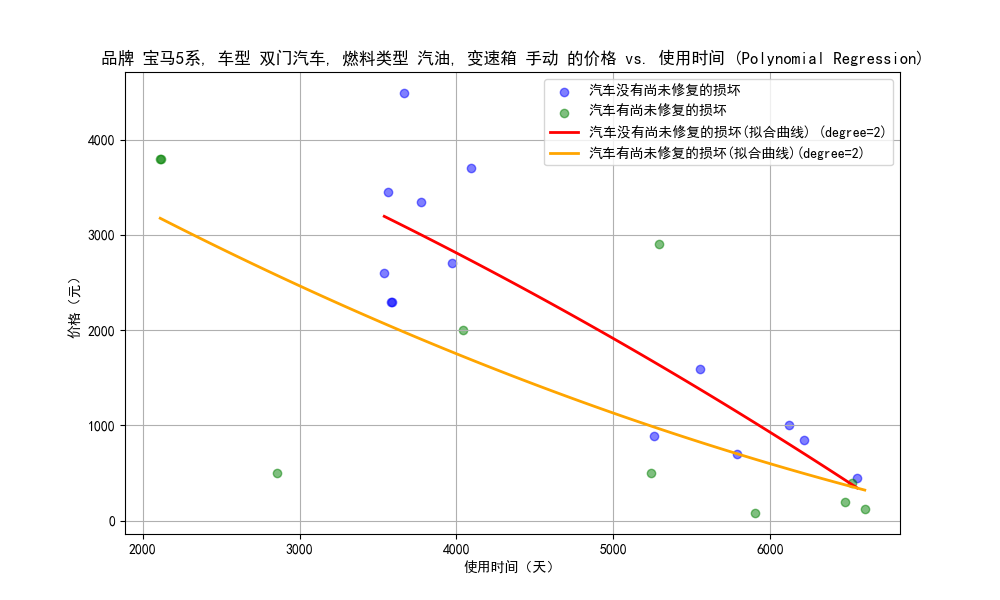 品牌 宝马5系, 车型 双门汽车, 燃料类型 汽油, 变速箱 手动 的价格 vs. 使用时间 (Polynomial Regression)
汽车没有尚未修复的损坏
汽车有尚未修复的损坏
汽车没有尚未修复的损坏(拟合曲线) (degree=2)
汽车有尚未修复的损坏(拟合曲线)(degree=2)
价格（元）
4000
3000
2000
1000
0
2000 3000 4000 5000 6000
使用时间（天）